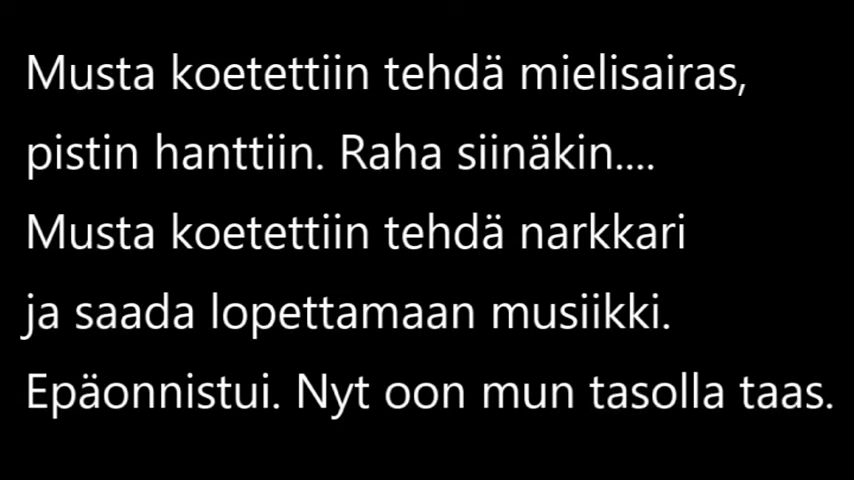 Musta koetettiin tehdä mielisairas,
pistin hanttiin. Raha siinäkin....
Musta koetettiin tehdä narkkari
ja saada lopettamaan musiikki.
Epäonnistui. Nyt oon mun tasolla taas.